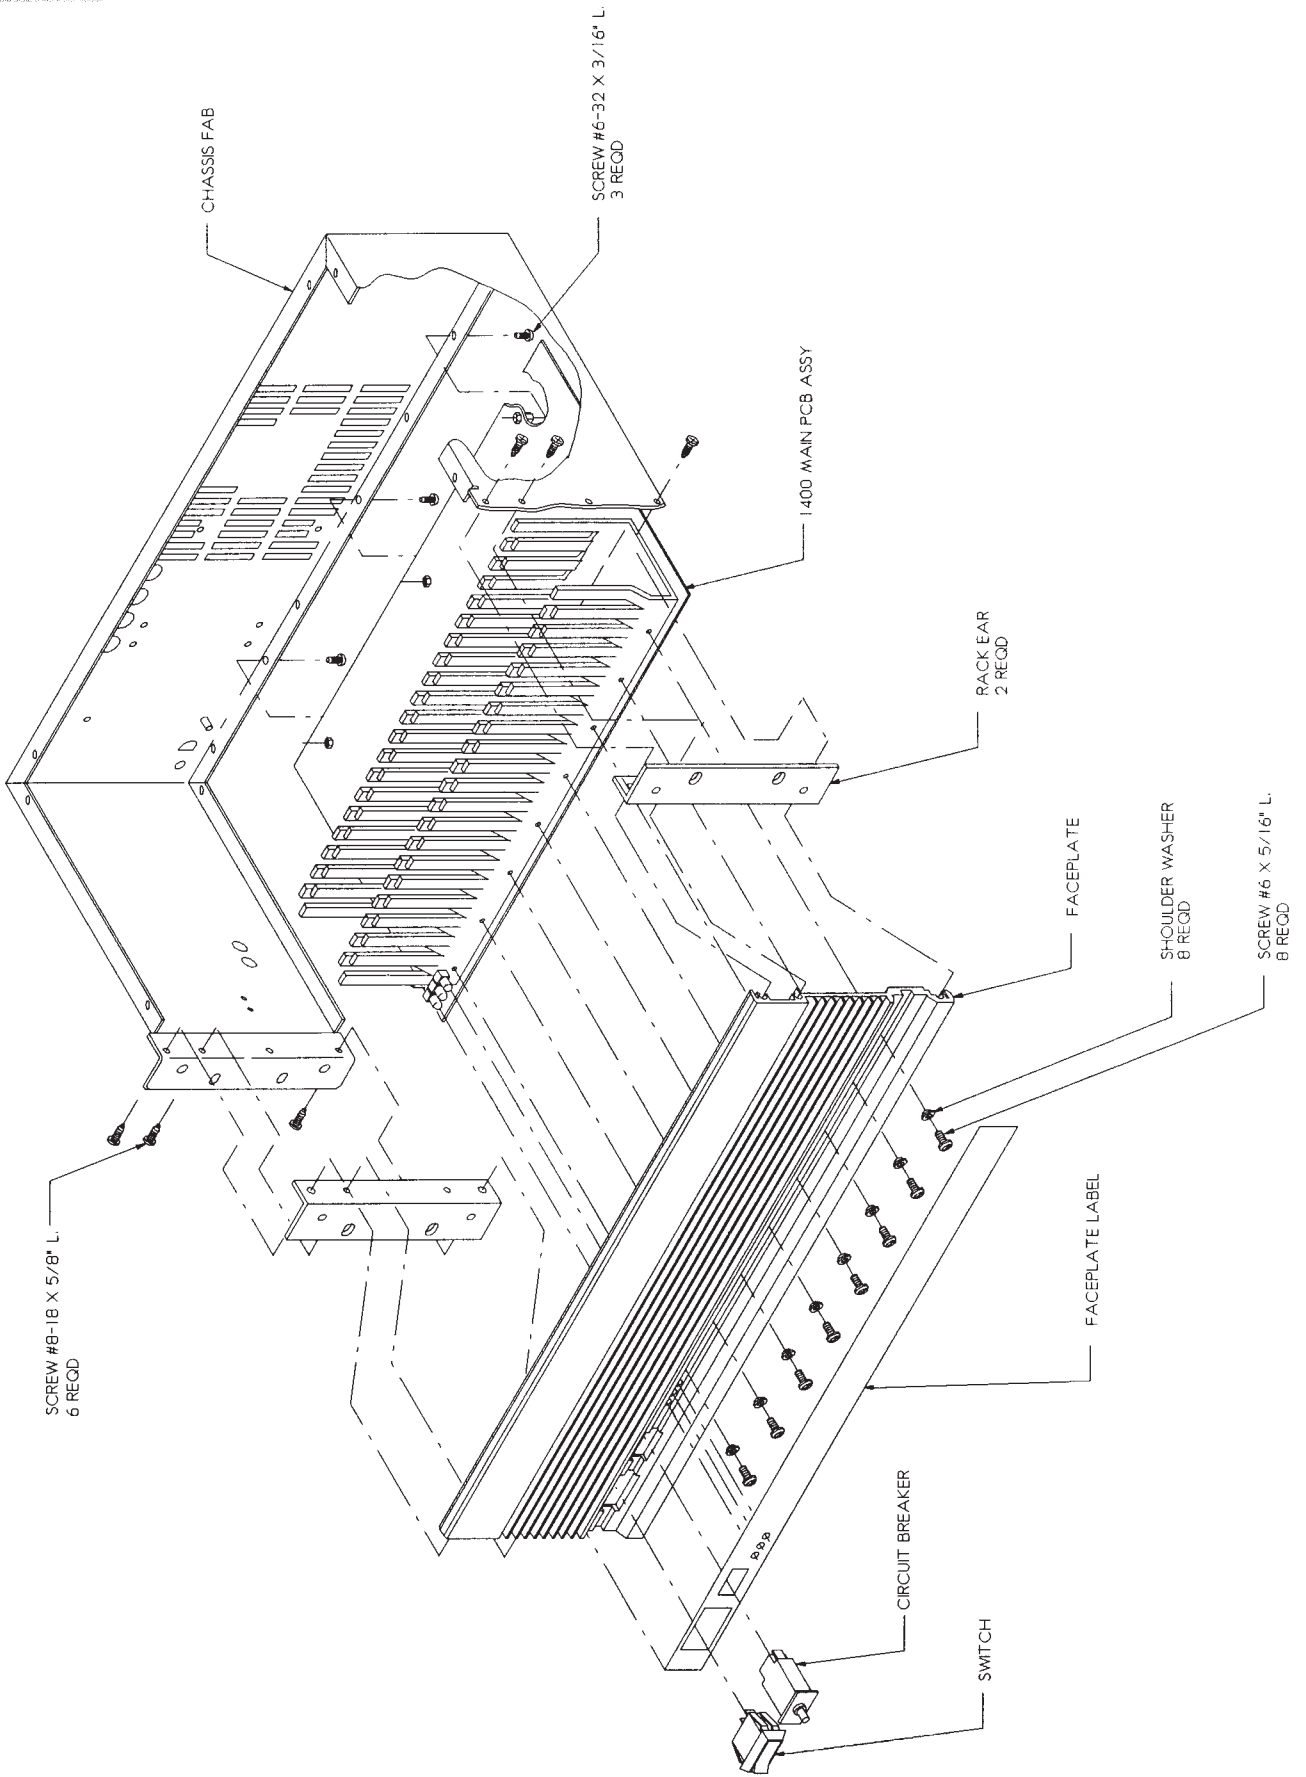 CHASSIS FAB
SCREW #6-32 X 3/16" L.
3 REQD
1400 MAIN PCB ASSY
RACK EAR
2 REQD
FACEPLATE
SHOULDER WASHER
8 REQD
SCREW #6 X 5/16" L.
8 REQD
SCREW #8-18 X 5/8" L.
6 REQD
FACEPLATE LABEL
CIRCUIT BREAKER
SWITCH